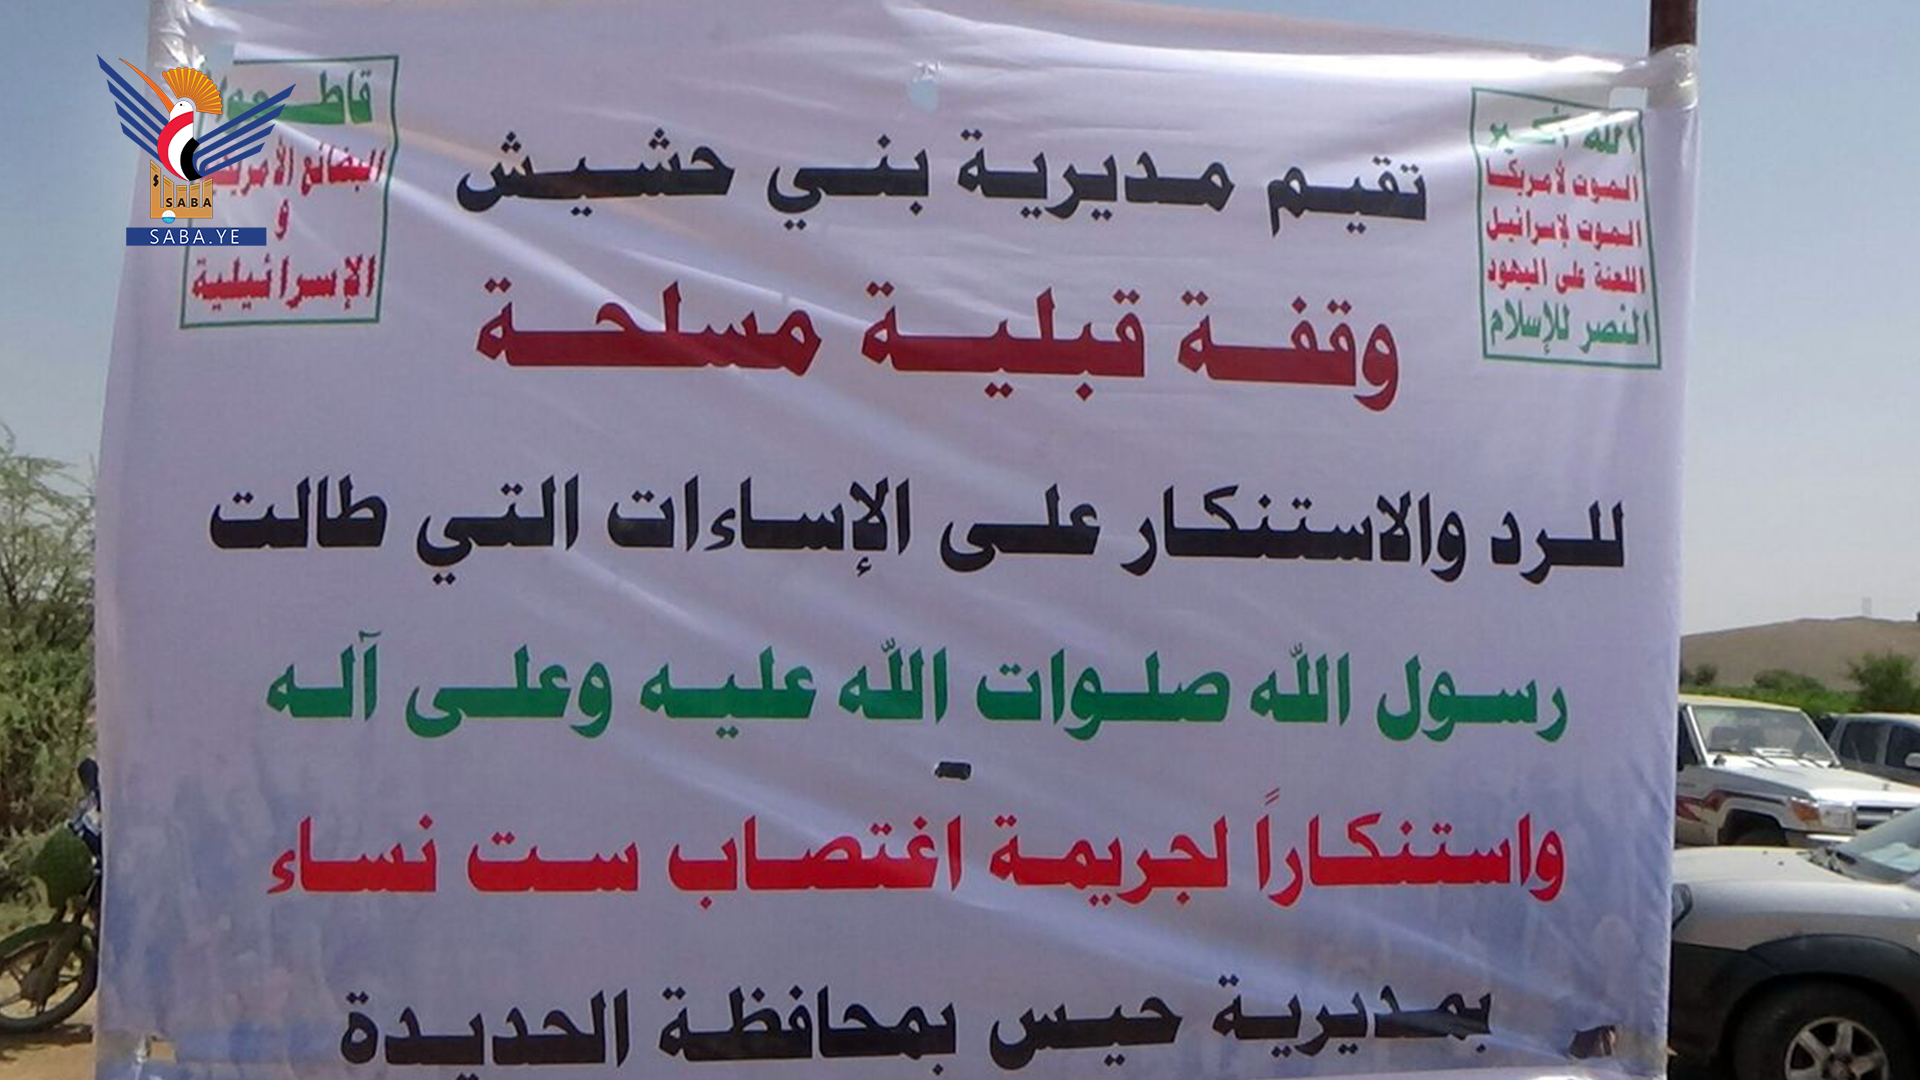 الله أكبر
الموت لأمريكا
الموت لإسرائيل
اللعنة على اليهود
النصر للإسلام
قاطعوا
البضائع الأمريكية
و
الإسرائيلية
SABA
SABA.YE
تقيم مديرية بني حشيش
وقفة قبلية مسلحة
للرد والاستنكار على الإساءات التي طالت
رسول الله صلوات الله عليه وعلى آله
واستنكاراً لجريمة اغتصاب ست نساء
بمديرية حيس بمحافظة الحديدة